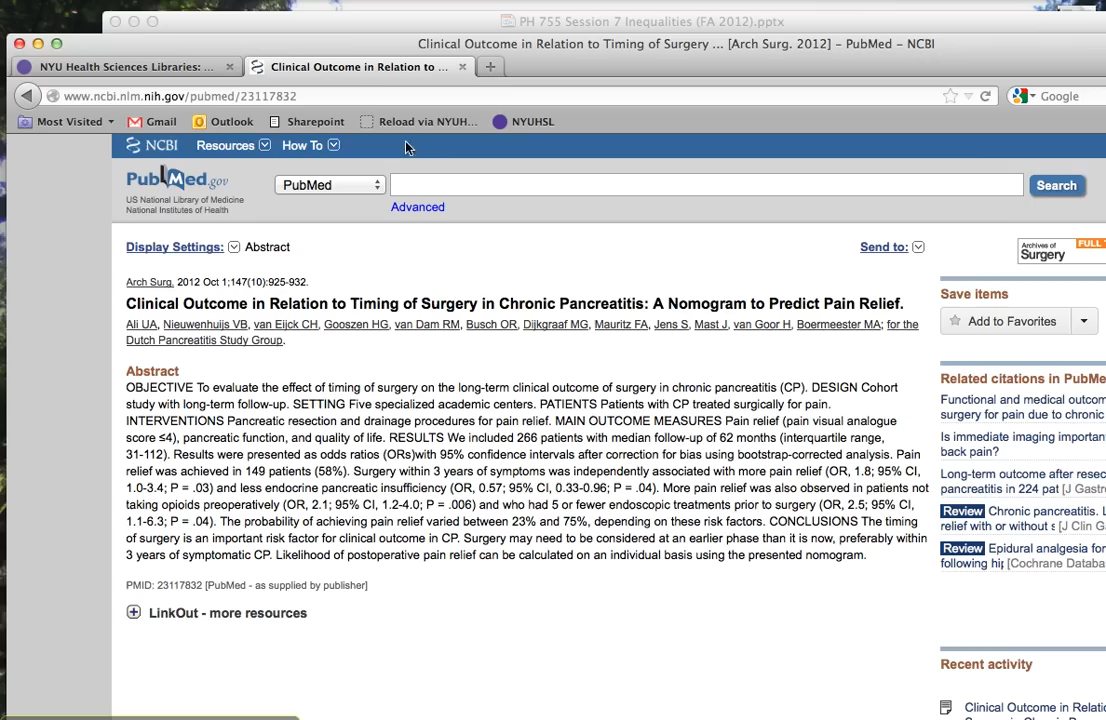 PH 755 Session 7 Inequalities (FA 2012).pptx
Clinical Outcome in Relation to Timing of Surgery ... [Arch Surg. 2012] - PubMed - NCBI
NYU Health Sciences Libraries: ...
Clinical Outcome in Relation to ...
www.ncbi.nlm.nih.gov/pubmed/23117832
Google
Most Visited
Gmail
Outlook
Sharepoint
Reload via NYUH...
NYUHSL
NCBI
Resources
How To
PubMed.gov
US National Library of Medicine
National Institutes of Health
PubMed
Search
Advanced
Display Settings:
Abstract
Send to:
Archives of
Surgery
FULL
Arch Surg. 2012 Oct 1;147(10):925-932.
Clinical Outcome in Relation to Timing of Surgery in Chronic Pancreatitis: A Nomogram to Predict Pain Relief.
Ali UA, Nieuwenhuijs VB, van Eijck CH, Gooszen HG, van Dam RM, Busch OR, Dijkgraaf MG, Mauritz FA, Jens S, Mast J, van Goor H, Boermeester MA; for the
Dutch Pancreatitis Study Group.
Abstract
OBJECTIVE To evaluate the effect of timing of surgery on the long-term clinical outcome of surgery in chronic pancreatitis (CP). DESIGN Cohort
study with long-term follow-up. SETTING Five specialized academic centers. PATIENTS Patients with CP treated surgically for pain.
INTERVENTIONS Pancreatic resection and drainage procedures for pain relief. MAIN OUTCOME MEASURES Pain relief (pain visual analogue
score ≤4), pancreatic function, and quality of life. RESULTS We included 266 patients with median follow-up of 62 months (interquartile range,
31-112). Results were presented as odds ratios (ORs)with 95% confidence intervals after correction for bias using bootstrap-corrected analysis. Pain
relief was achieved in 149 patients (58%). Surgery within 3 years of symptoms was independently associated with more pain relief (OR, 1.8; 95% CI,
1.0-3.4; P = .03) and less endocrine pancreatic insufficiency (OR, 0.57; 95% CI, 0.33-0.96; P = .04). More pain relief was also observed in patients not
taking opioids preoperatively (OR, 2.1; 95% CI, 1.2-4.0; P = .006) and who had 5 or fewer endoscopic treatments prior to surgery (OR, 2.5; 95% CI,
1.1-6.3; P = .04). The probability of achieving pain relief varied between 23% and 75%, depending on these risk factors. CONCLUSIONS The timing
of surgery is an important risk factor for clinical outcome in CP. Surgery may need to be considered at an earlier phase than it is now, preferably within
3 years of symptomatic CP. Likelihood of postoperative pain relief can be calculated on an individual basis using the presented nomogram.
PMID: 23117832 [PubMed - as supplied by publisher]
LinkOut - more resources
Save items
Add to Favorites
Related citations in PubMe
Functional and medical outcom
surgery for pain due to chronic
Is immediate imaging important
back pain?
Long-term outcome after resec
pancreatitis in 224 pat [J Gastr
Review Chronic pancreatitis. L
relief with or without s [J Clin G
Review Epidural analgesia for
following hip [Cochrane Databa
Recent activity
Clinical Outcome in Relatio